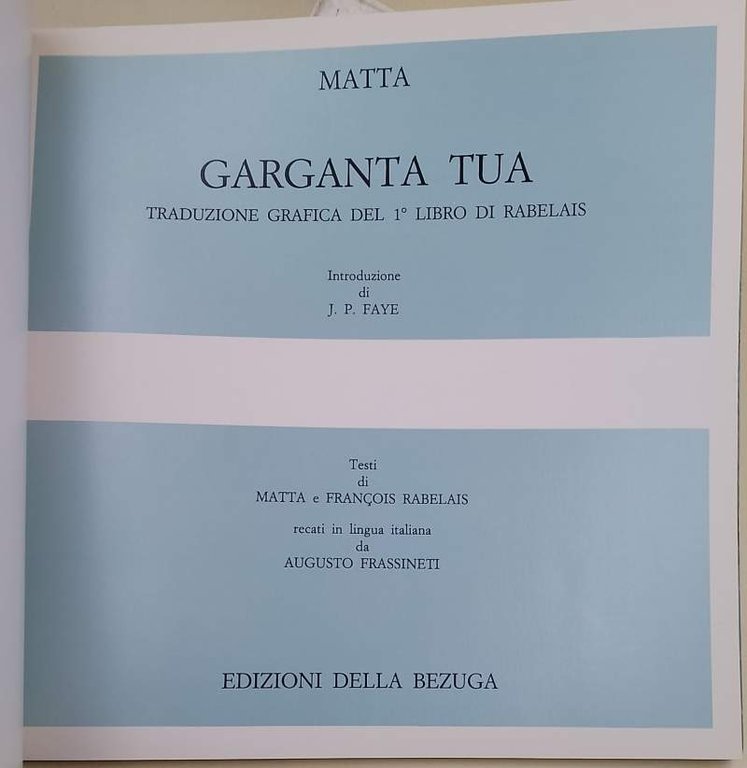 MATTA
GARGANTA TUA
TRADUZIONE GRAFICA DEL 1° LIBRO DI RABELAIS
Introduzione
di
J. P. FAYE
Testi
di
MATTA e FRANÇOIS RABELAIS
recati in lingua italiana
da
AUGUSTO FRASSINETI
EDIZIONI DELLA BEZUGA